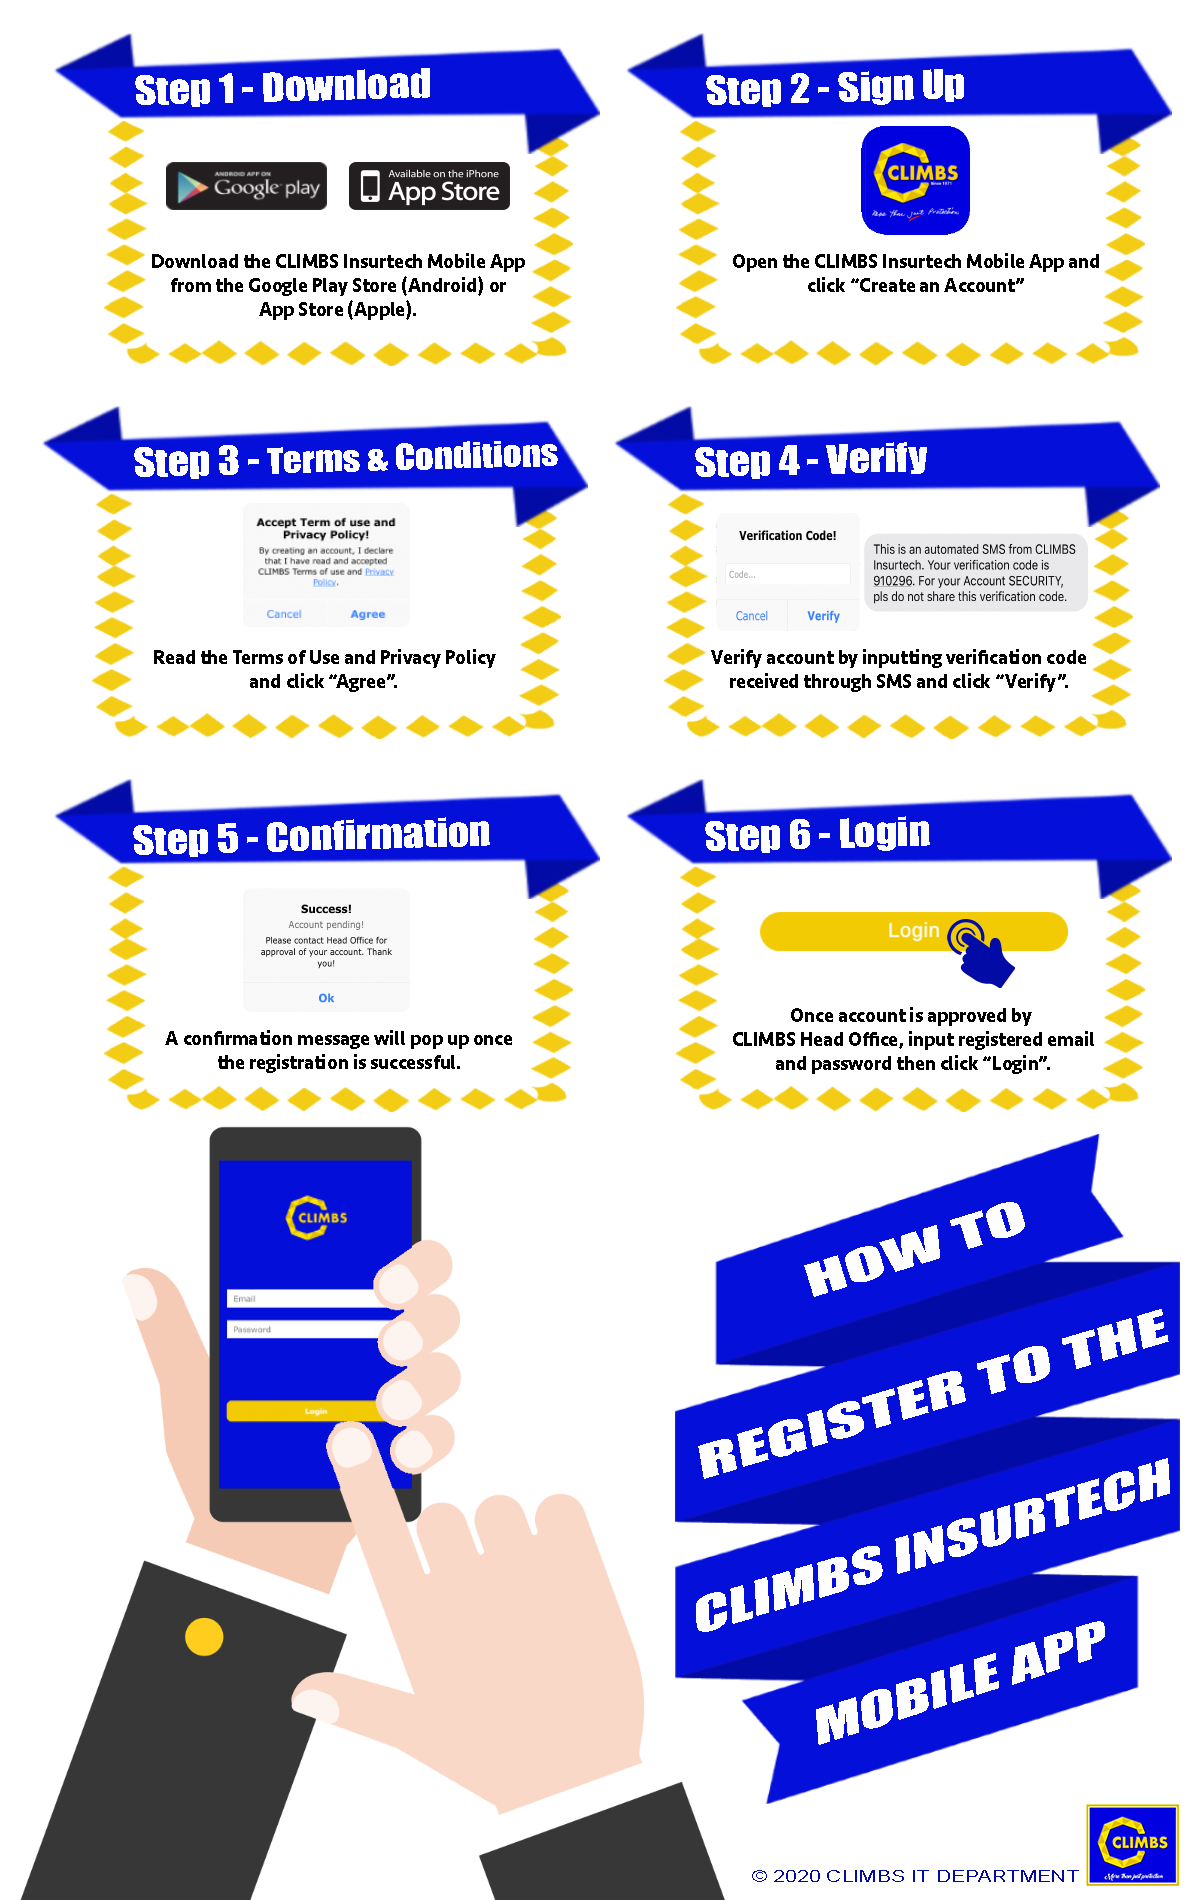 Step 1 - Download
ANDROID APP ON
Google play
Available on the iPhone
App Store
Download the CLIMBS Insurtech Mobile App
from the Google Play Store (Android) or
App Store (Apple).
Step 2 - Sign Up
CLIMBS
Since 1971
More than just Protection
Open the CLIMBS Insurtech Mobile App and
click “Create an Account”
Step 3 - Terms & Conditions
Accept Term of use and
Privacy Policy!
By creating an account, I declare
that I have read and accepted
CLIMBS Terms of use and Privacy
Policy.
Cancel Agree
Read the Terms of Use and Privacy Policy
and click “Agree”.
Step 4 - Verify
Verification Code!
Code...
Cancel Verify
This is an automated SMS from CLIMBS
Insurtech. Your verification code is
910296. For your Account SECURITY,
pls do not share this verification code.
Verify account by inputting verification code
received through SMS and click “Verify”.
Step 5 - Confirmation
Success!
Account pending!
Please contact Head Office for
approval of your account. Thank
you!
Ok
A confirmation message will pop up once
the registration is successful.
Step 6 - Login
Login
Once account is approved by
CLIMBS Head Office, input registered email
and password then click “Login”.
CLIMBS
Email
Password
Login
HOW TO
REGISTER TO THE
CLIMBS INSURTECH
MOBILE APP
© 2020 CLIMBS IT DEPARTMENT
CLIMBS
More than just protection